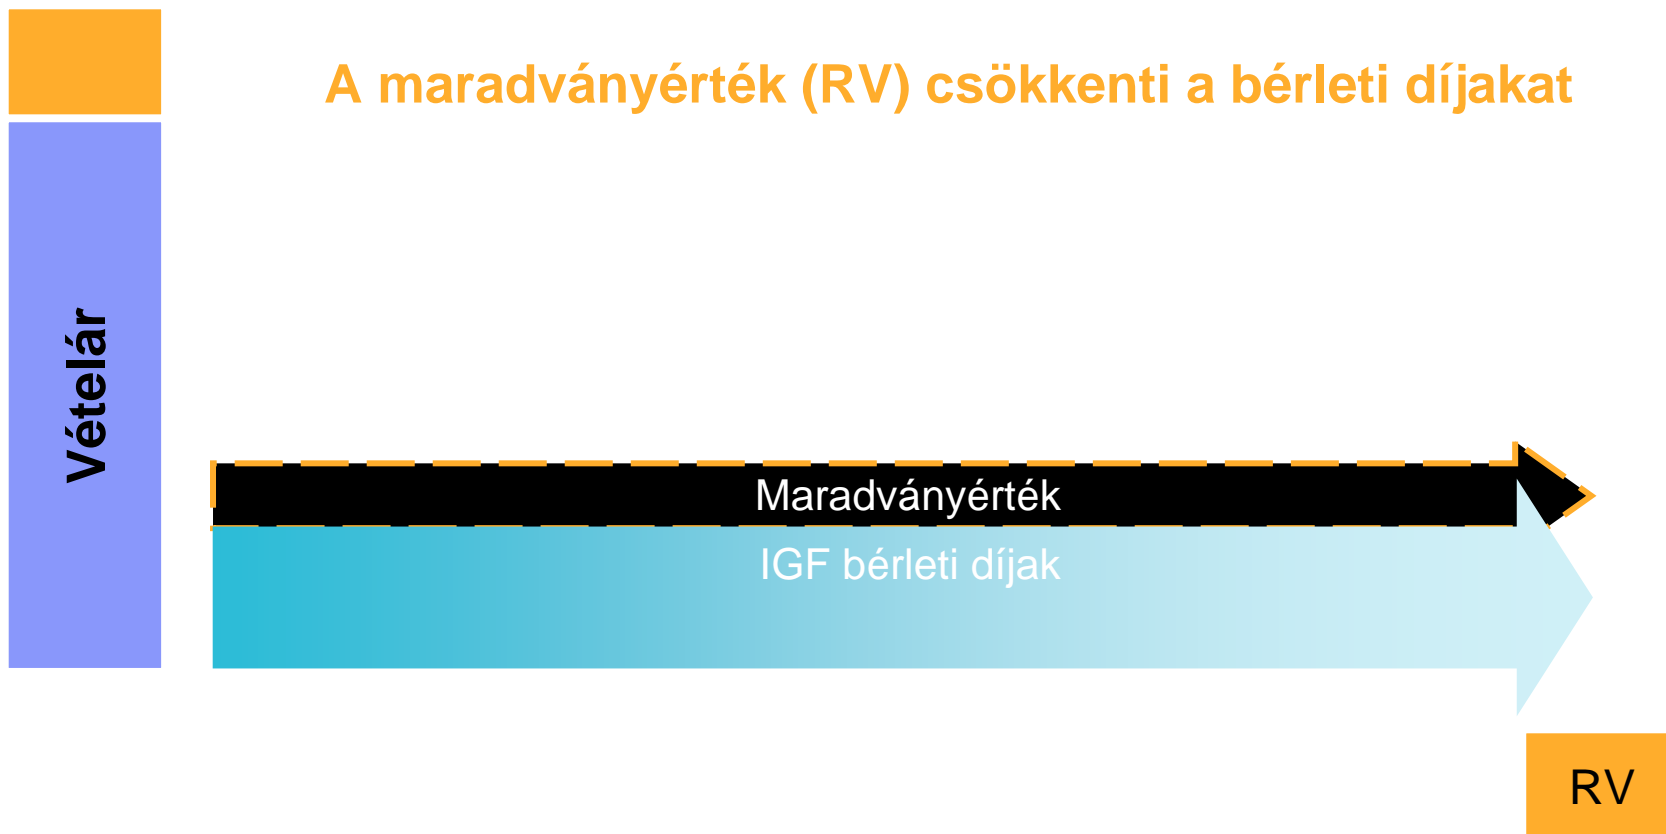 A maradványérték (RV) csökkenti a bérleti díjakat
Vételár
Maradványérték
IGF bérleti díjak
RV